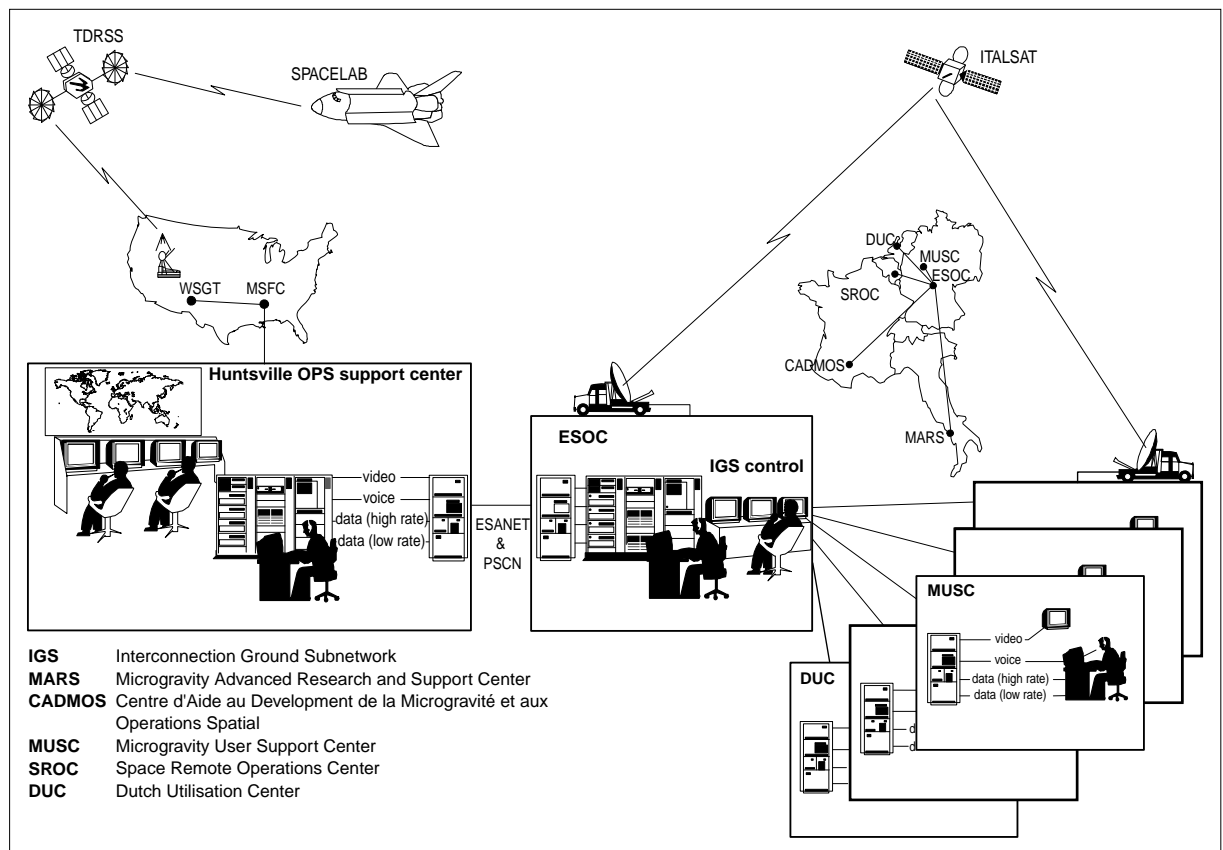 TDRSS
SPACELAB
ITALSAT
WSGT
MSFC
DUC
MUSC
ESOC
SROC
CADMOS
MARS
Huntsville OPS support center
video
voice
data (high rate)
data (low rate)
ESANET
&
PSCN
ESOC
IGS control
MUSC
video
voice
data (high rate)
data (low rate)
DUC
d
d
IGS Interconnection Ground Subnetwork
MARS Microgravity Advanced Research and Support Center
CADMOS Centre d'Aide au Development de la Microgravité et aux
Operations Spatial
MUSC Microgravity User Support Center
SROC Space Remote Operations Center
DUC Dutch Utilisation Center